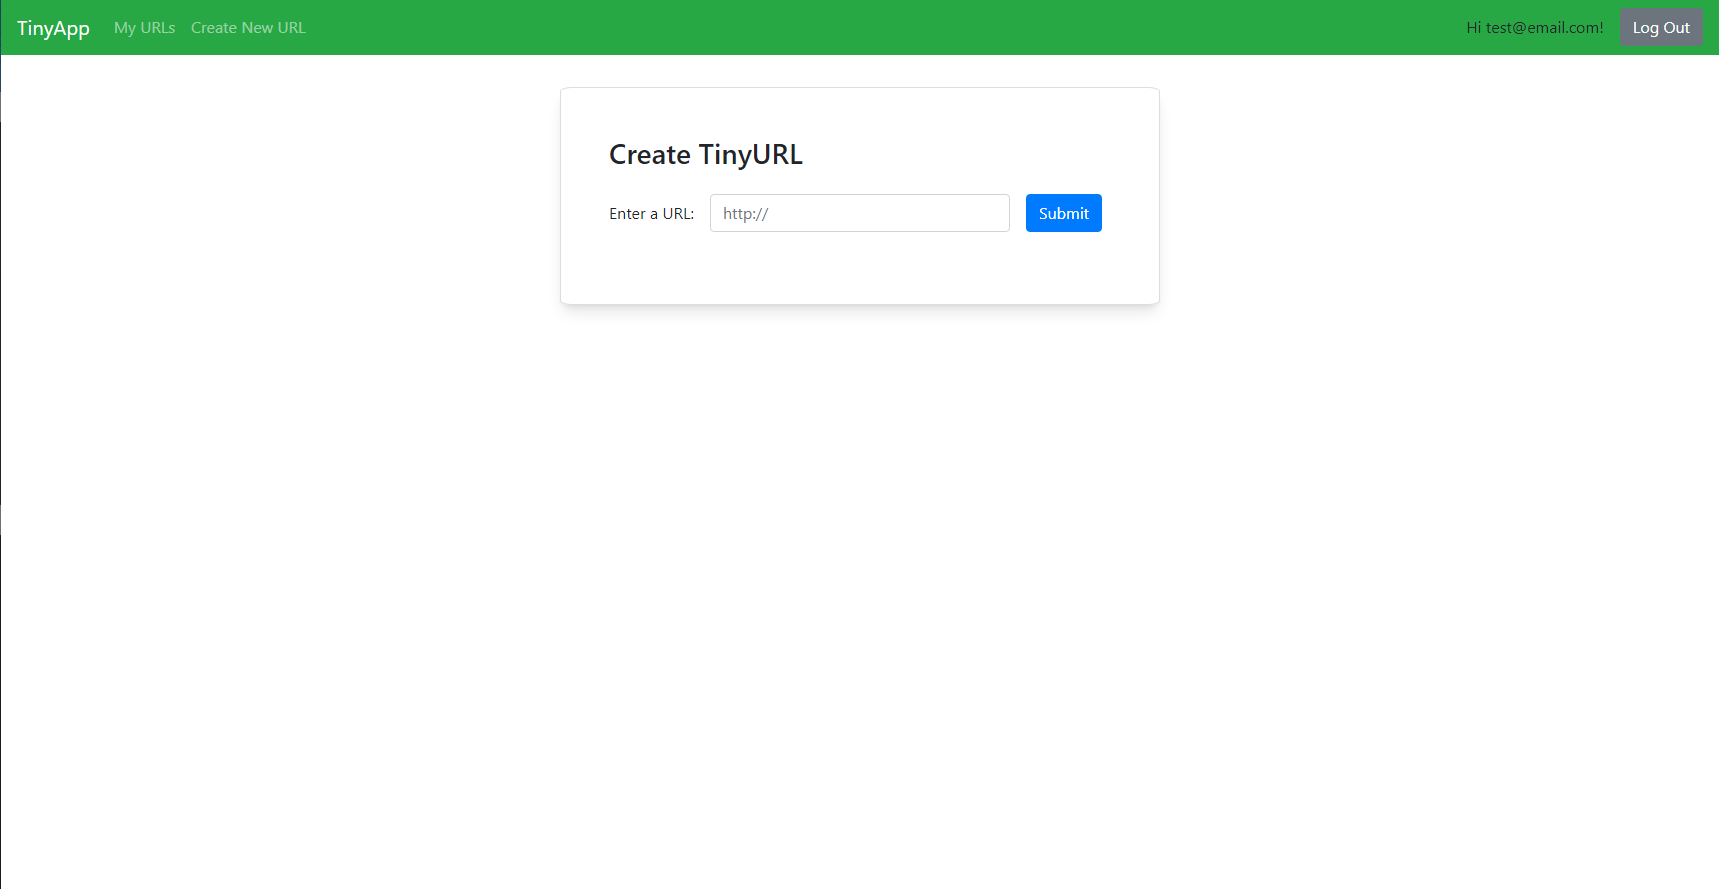 TinyApp My URLs Create New URL Hi test@email.com! Log Out
Create TinyURL
Enter a URL: http:// Submit